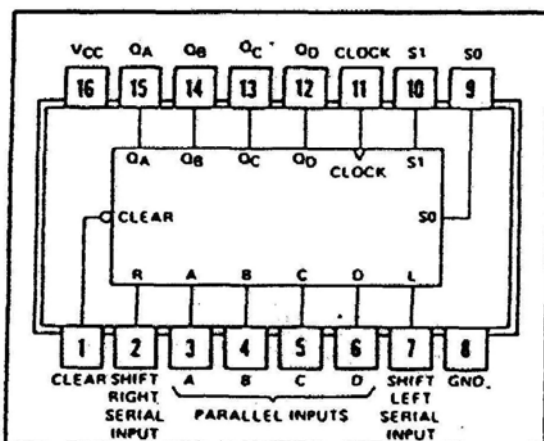 VCC QA QB QC QD CLOCK S1 S0
16 15 14 13 12 11 10 9
QA QB QC QD CLOCK S1
CLEAR S0
R A B C D L
1 2 3 4 5 6 7 8
CLEAR SHIFT RIGHT SERIAL INPUT A B C D SHIFT LEFT SERIAL INPUT GND
PARALLEL INPUTS